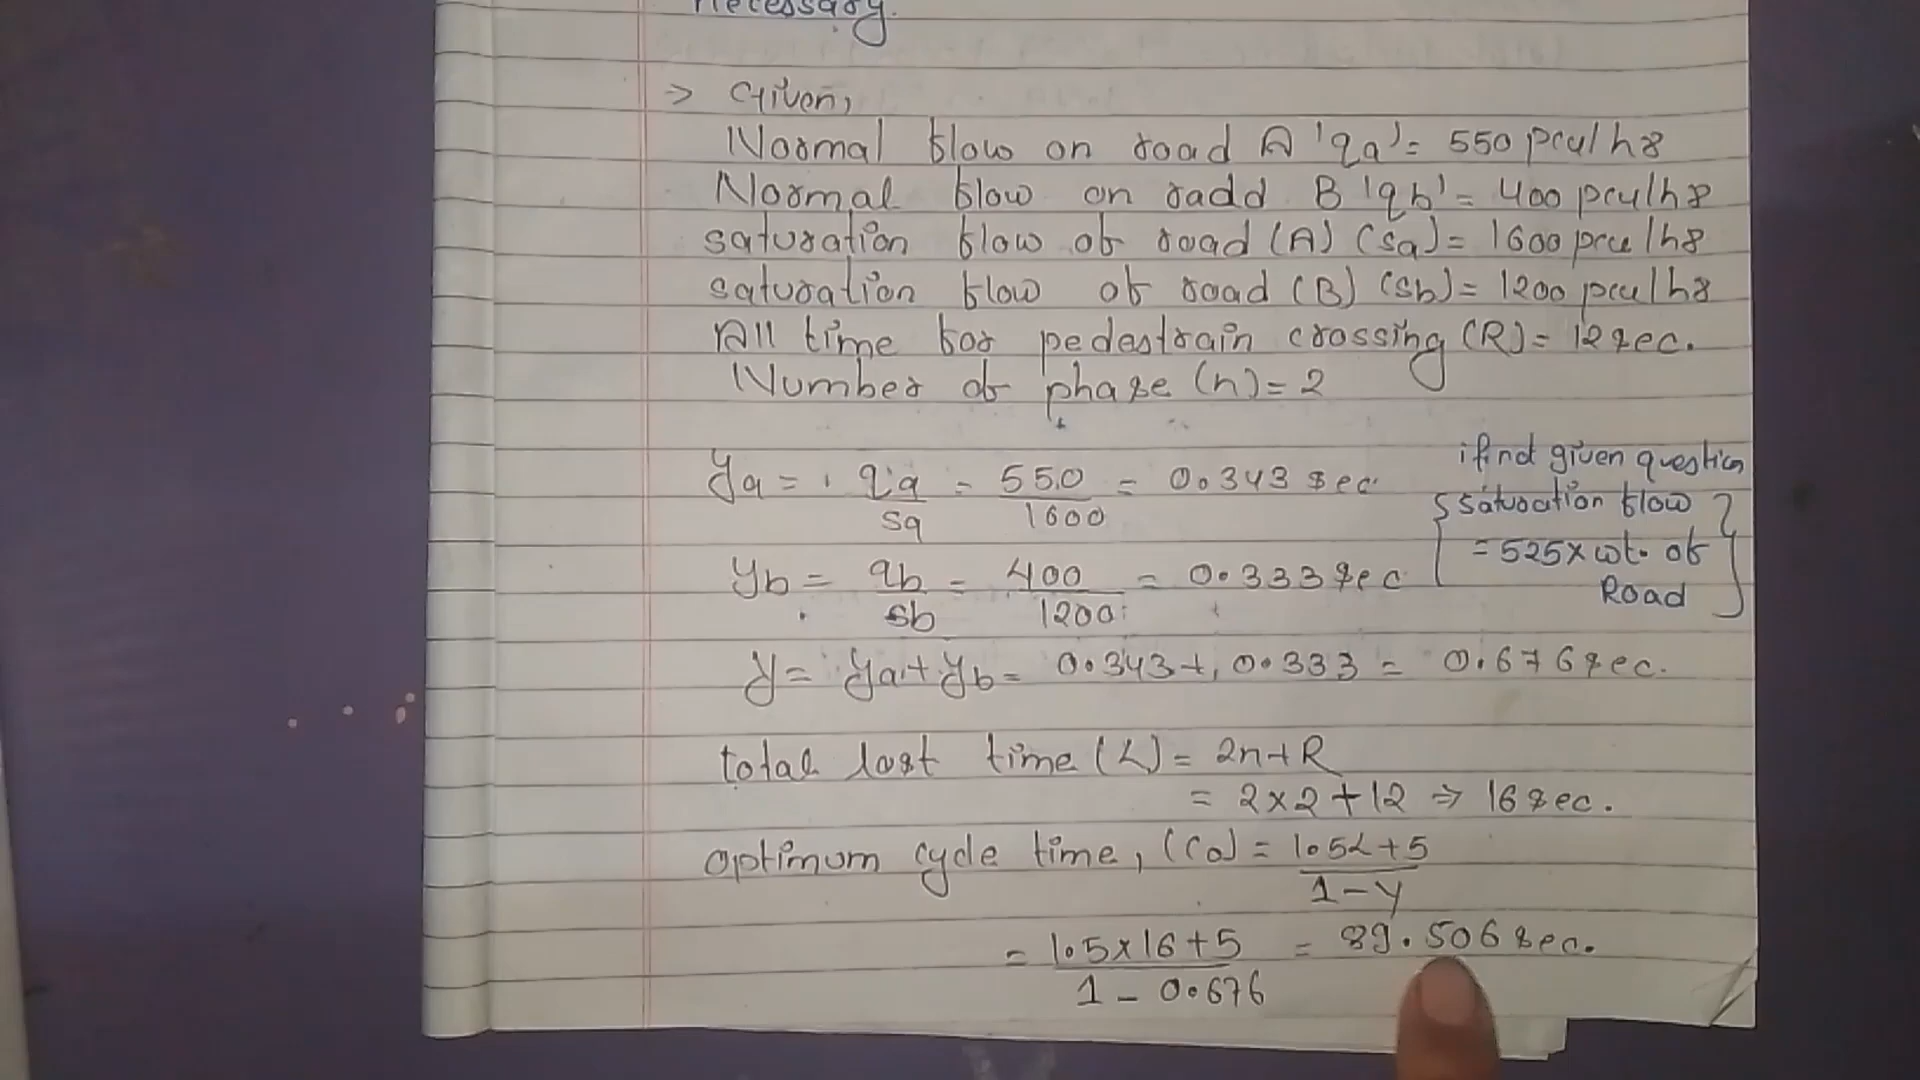 necessary.
→ Given,
Normal flow on road A 'qa' = 550 pcu/hr
Normal flow on radd B 'qb' = 400 pcu/hr
saturation flow of road (A) (sa) = 1600 pcu/hr
saturation flow of road (B) (sb) = 1200 pcu/hr
All time for pedestrain crossing (R) = 12 sec.
Number of phase (n) = 2
ya = qa/sa = 550/1600 = 0.343 sec
if not given question
{ saturation flow = 525 x wt. of Road }
yb = qb/sb = 400/1200 = 0.333 sec
y = ya + yb = 0.343 + 0.333 = 0.676 sec.
total lost time (L) = 2n + R
= 2 x 2 + 12 ⇒ 16 sec.
optimum cycle time, (Co) = 1.5L + 5 / 1 - y
= 1.5 x 16 + 5 / 1 - 0.676 = 89.506 sec.